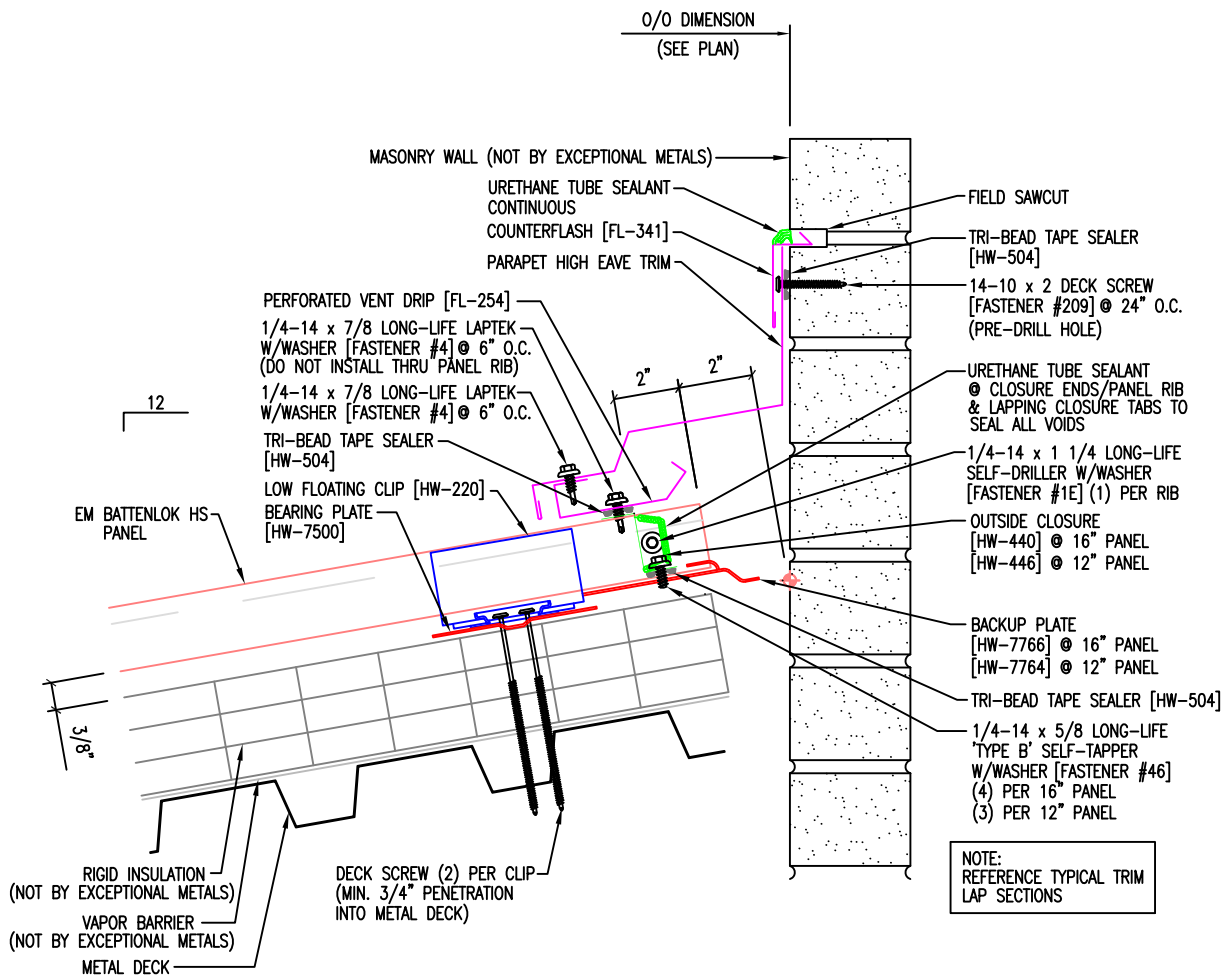 O/O DIMENSION
(SEE PLAN)
MASONRY WALL (NOT BY EXCEPTIONAL METALS)
URETHANE TUBE SEALANT
CONTINUOUS
COUNTERFLASH [FL-341]
PARAPET HIGH EAVE TRIM
PERFORATED VENT DRIP [FL-254]
1/4-14 x 7/8 LONG-LIFE LAPTEK
W/WASHER [FASTENER #4] @ 6" O.C.
(DO NOT INSTALL THRU PANEL RIB)
1/4-14 x 7/8 LONG-LIFE LAPTEK
W/WASHER [FASTENER #4] @ 6" O.C.
TRI-BEAD TAPE SEALER
[HW-504]
LOW FLOATING CLIP [HW-220]
BEARING PLATE
[HW-7500]
12
EM BATTENLOK HS
PANEL
2"
2"
FIELD SAWCUT
TRI-BEAD TAPE SEALER
[HW-504]
14-10 x 2 DECK SCREW
[FASTENER #209] @ 24" O.C.
(PRE-DRILL HOLE)
URETHANE TUBE SEALANT
@ CLOSURE ENDS/PANEL RIB
& LAPPING CLOSURE TABS TO
SEAL ALL VOIDS
1/4-14 x 1 1/4 LONG-LIFE
SELF-DRILLER W/WASHER
[FASTENER #1E] (1) PER RIB
OUTSIDE CLOSURE
[HW-440] @ 16" PANEL
[HW-446] @ 12" PANEL
BACKUP PLATE
[HW-7766] @ 16" PANEL
[HW-7764] @ 12" PANEL
TRI-BEAD TAPE SEALER [HW-504]
1/4-14 x 5/8 LONG-LIFE
'TYPE B' SELF-TAPPER
W/WASHER [FASTENER #46]
(4) PER 16" PANEL
(3) PER 12" PANEL
3/8"
RIGID INSULATION
(NOT BY EXCEPTIONAL METALS)
VAPOR BARRIER
(NOT BY EXCEPTIONAL METALS)
METAL DECK
DECK SCREW (2) PER CLIP
(MIN. 3/4" PENETRATION
INTO METAL DECK)
NOTE:
REFERENCE TYPICAL TRIM
LAP SECTIONS